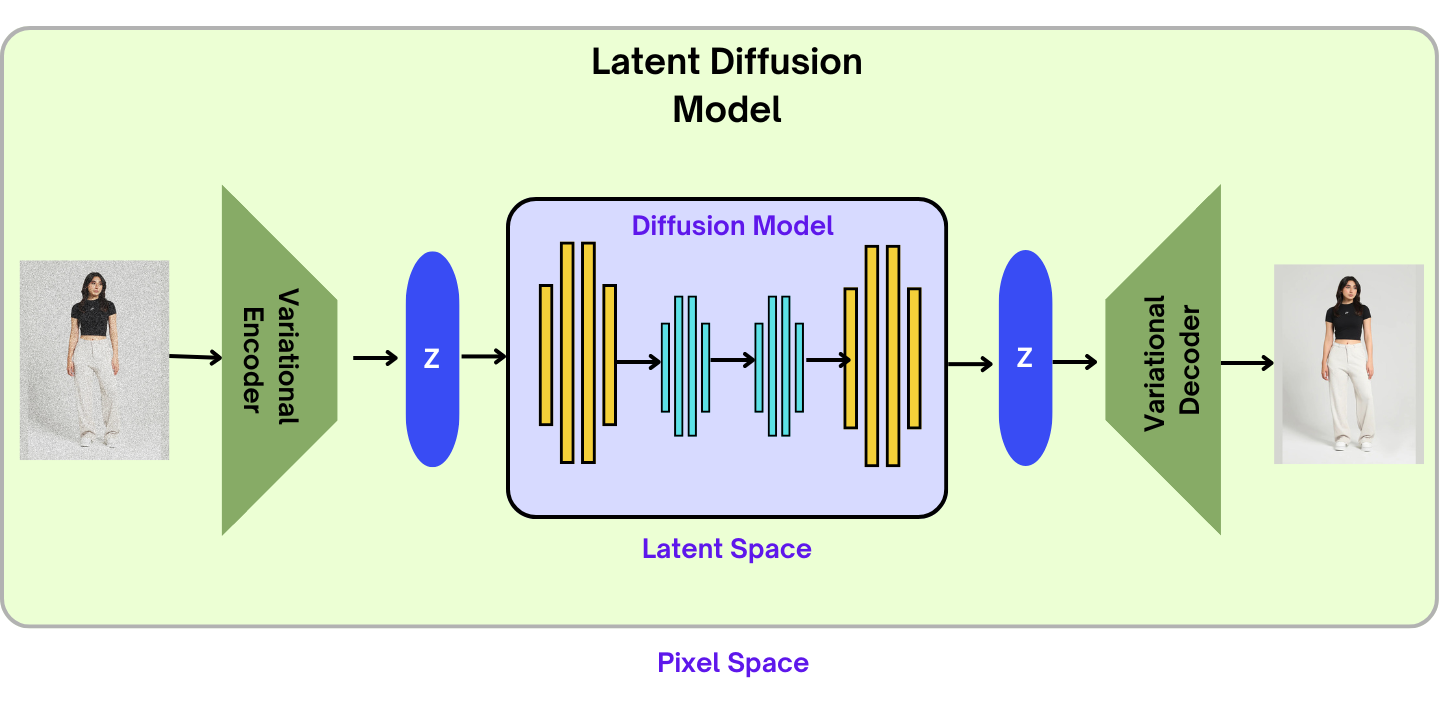 Latent Diffusion
Model
Diffusion Model
Variational
Encoder
Z
Z
Variational
Decoder
Latent Space
Pixel Space